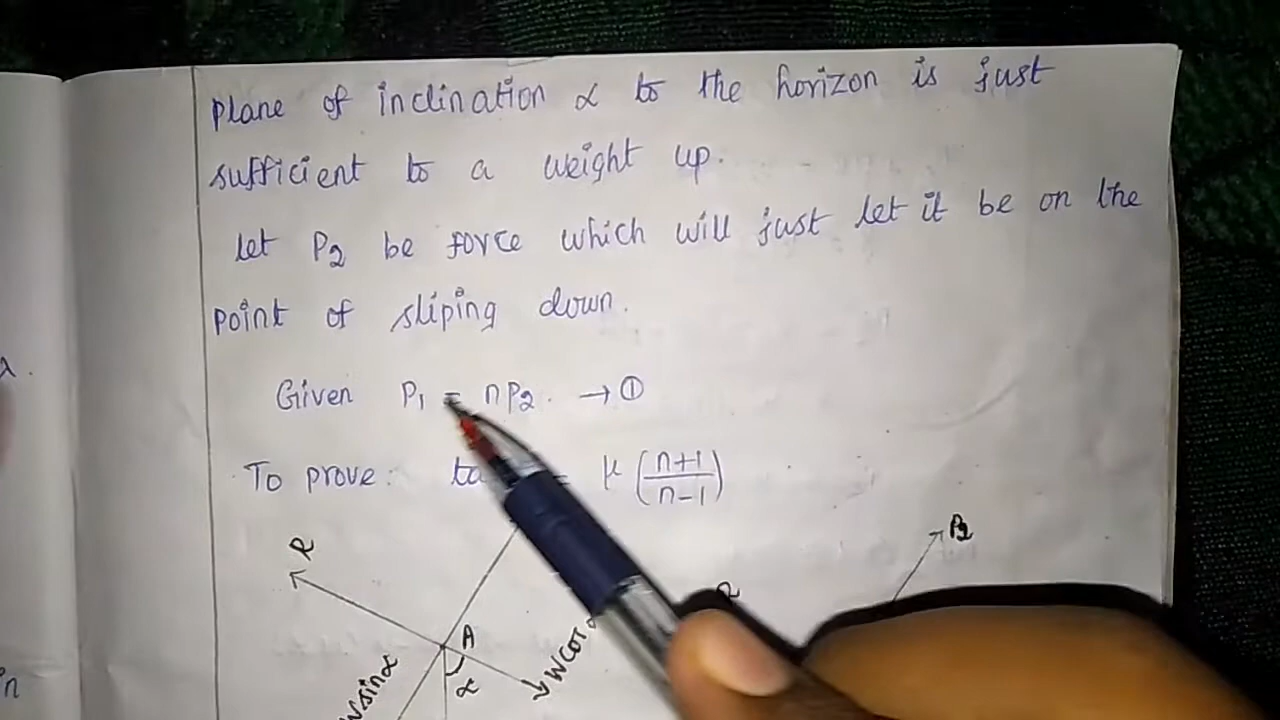 plane of inclination α to the horizon is just
sufficient to a weight up.
let P2 be force which will just let it be on the
point of sliping down.
Given P1 = nP2. → ①
To prove: ta = μ (n+1/n-1)
R
P2
R
A
α
W cos
W sin α
λ.
in